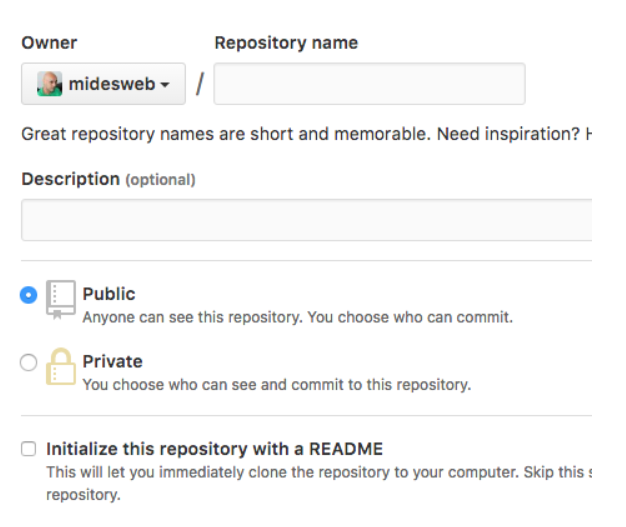 Owner Repository name
midesweb /
Great repository names are short and memorable. Need inspiration?
Description (optional)
Public
Anyone can see this repository. You choose who can commit.
Private
You choose who can see and commit to this repository.
Initialize this repository with a README
This will let you immediately clone the repository to your computer. Skip this
repository.